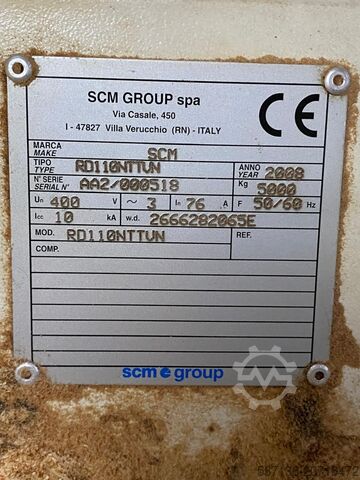 SCM GROUP spa
Via Casale, 450
I - 47827 Villa Verucchio (RN) - ITALY
CE
MARCA
MAKE SCM
TIPO
TYPE RD110NTTUN
ANNO
YEAR 2008
N° SERIE
SERIAL N° AA2/000518
Kg 5000
Un 400 V ~ 3 In 76 A F 50/60 Hz
Icc 10 kA w.d. 2666282065E
MOD. RD110NTTUN REF.
COMP.
scm group